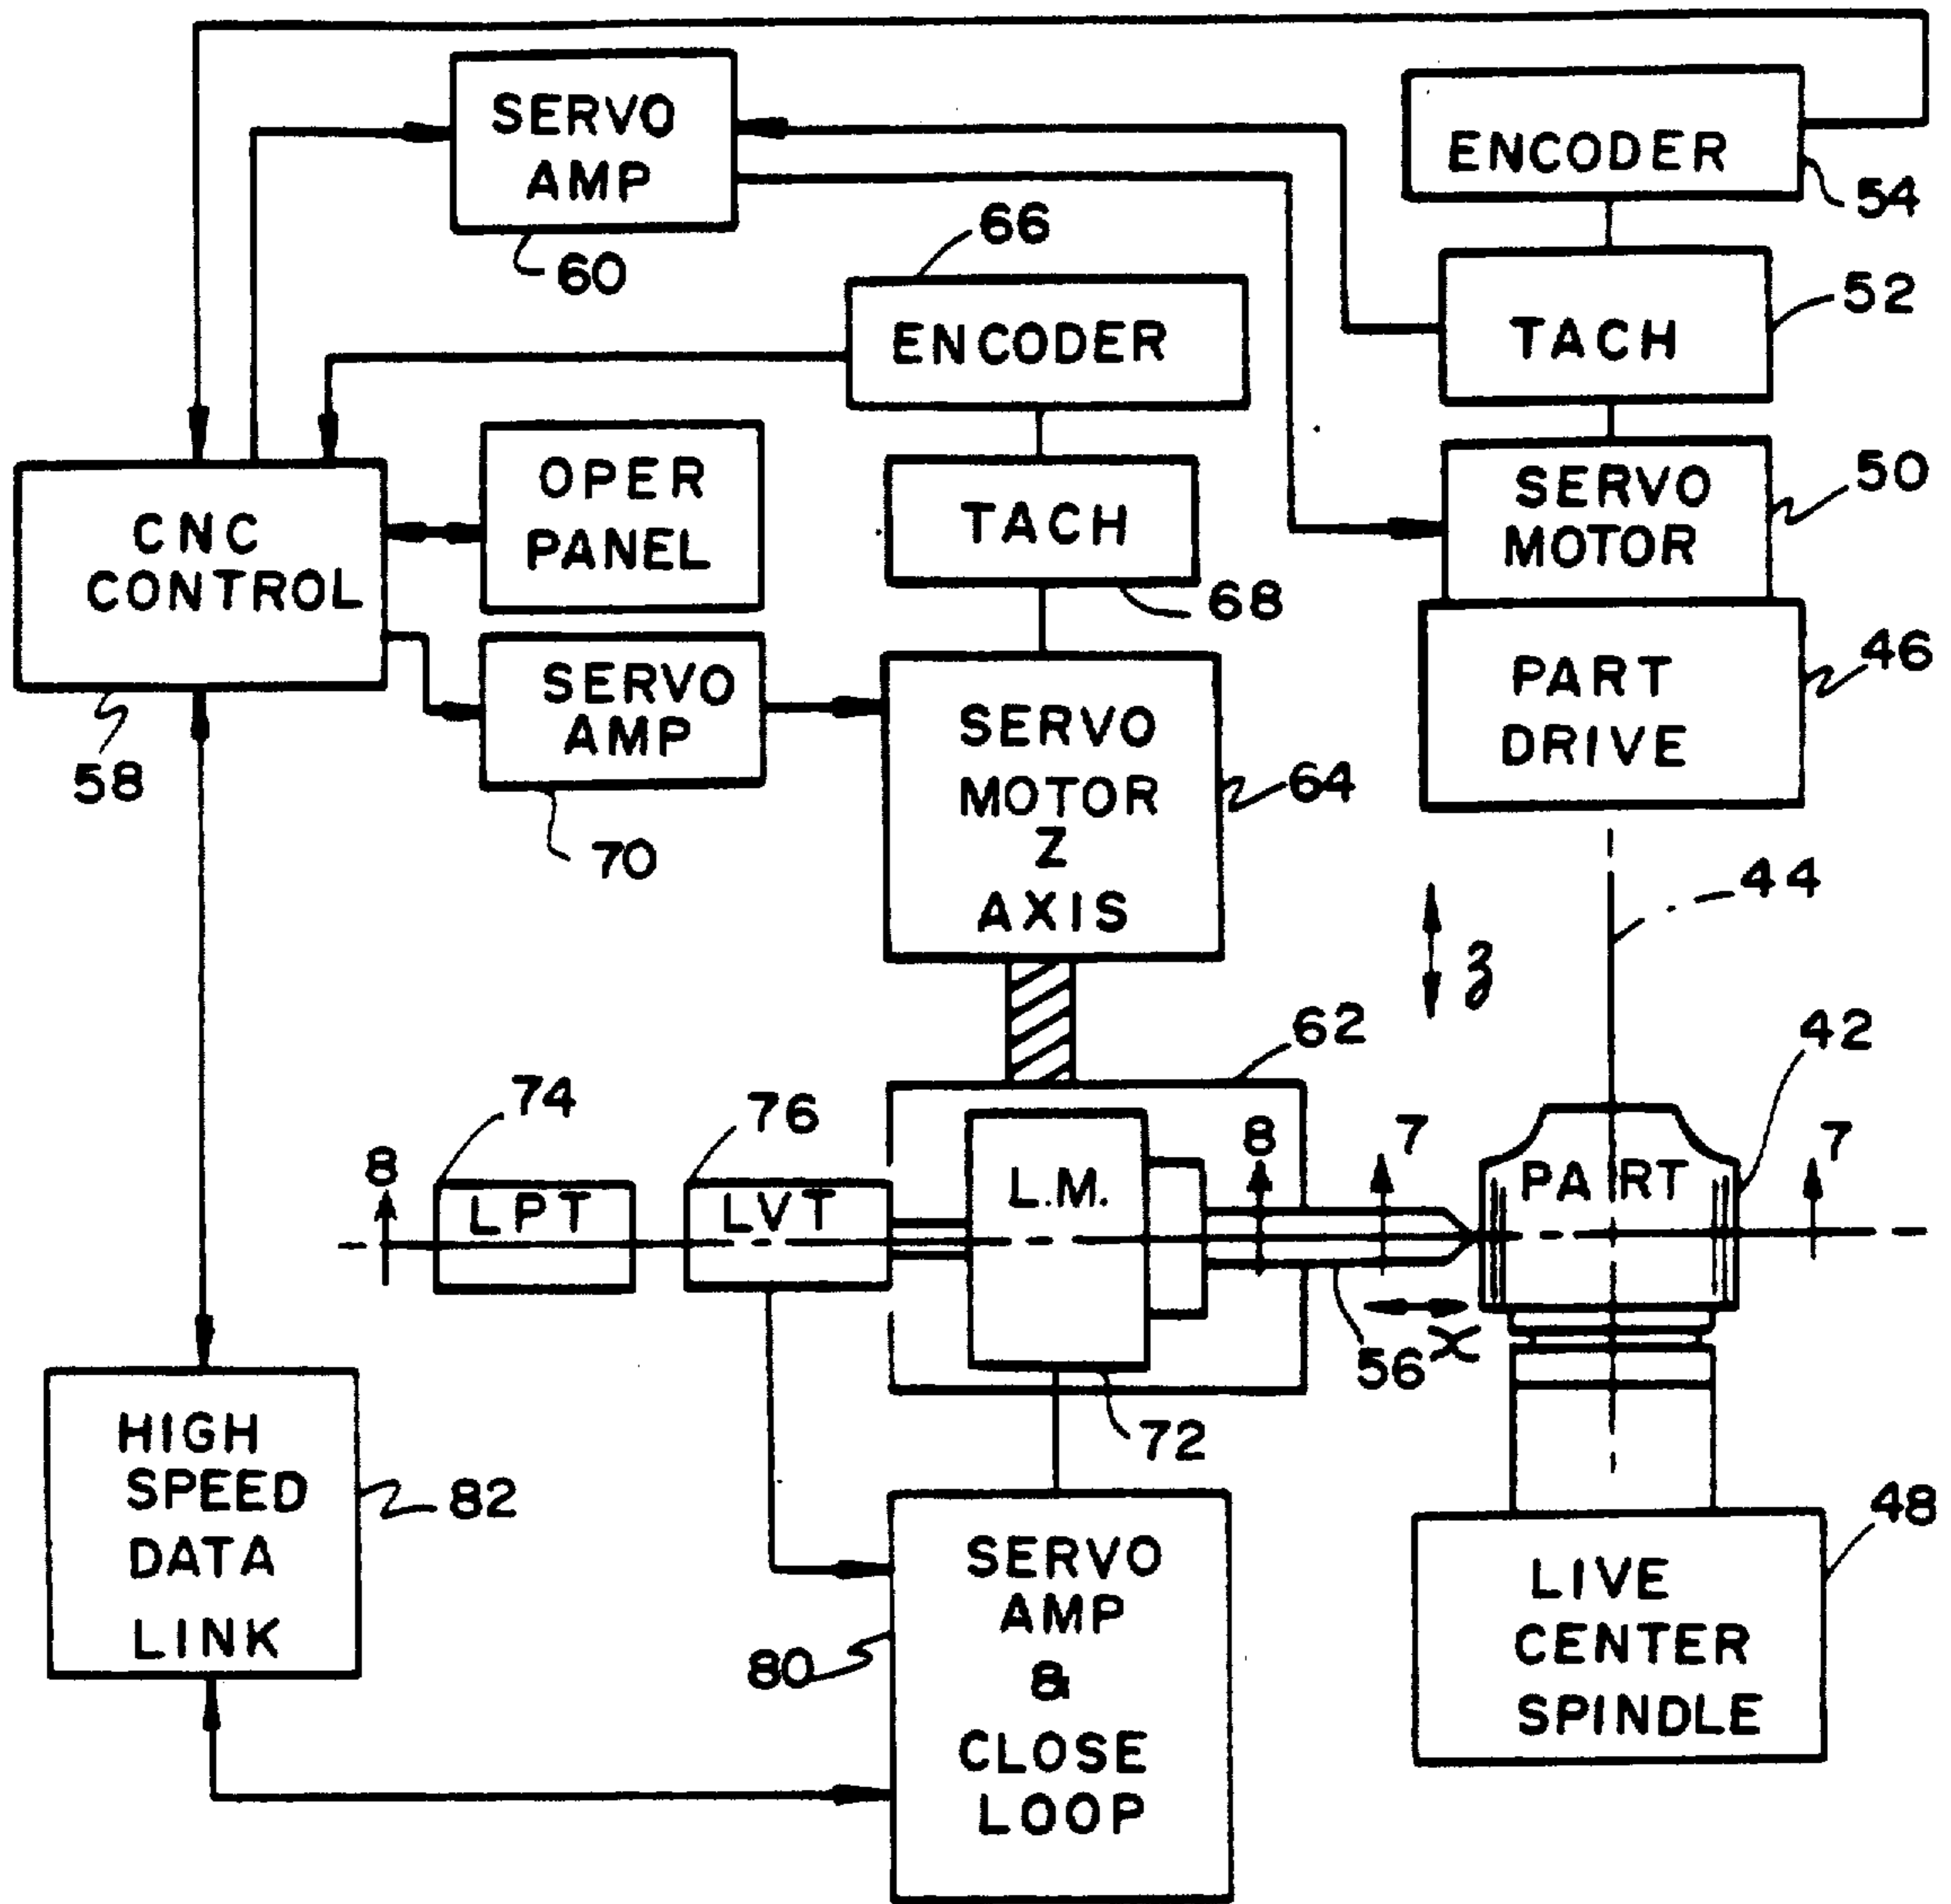 SERVO
AMP
60
ENCODER
54
66
ENCODER
TACH
52
CNC
CONTROL
58
OPER
PANEL
TACH
68
SERVO
MOTOR
50
SERVO
AMP
70
SERVO
MOTOR
Z
AXIS
64
PART
DRIVE
46
44
z
62
42
74
76
8
LPT
LVT
L.M.
8
7
PART
7
56
X
72
HIGH
SPEED
DATA
LINK
82
80
SERVO
AMP
&
CLOSE
LOOP
48
LIVE
CENTER
SPINDLE